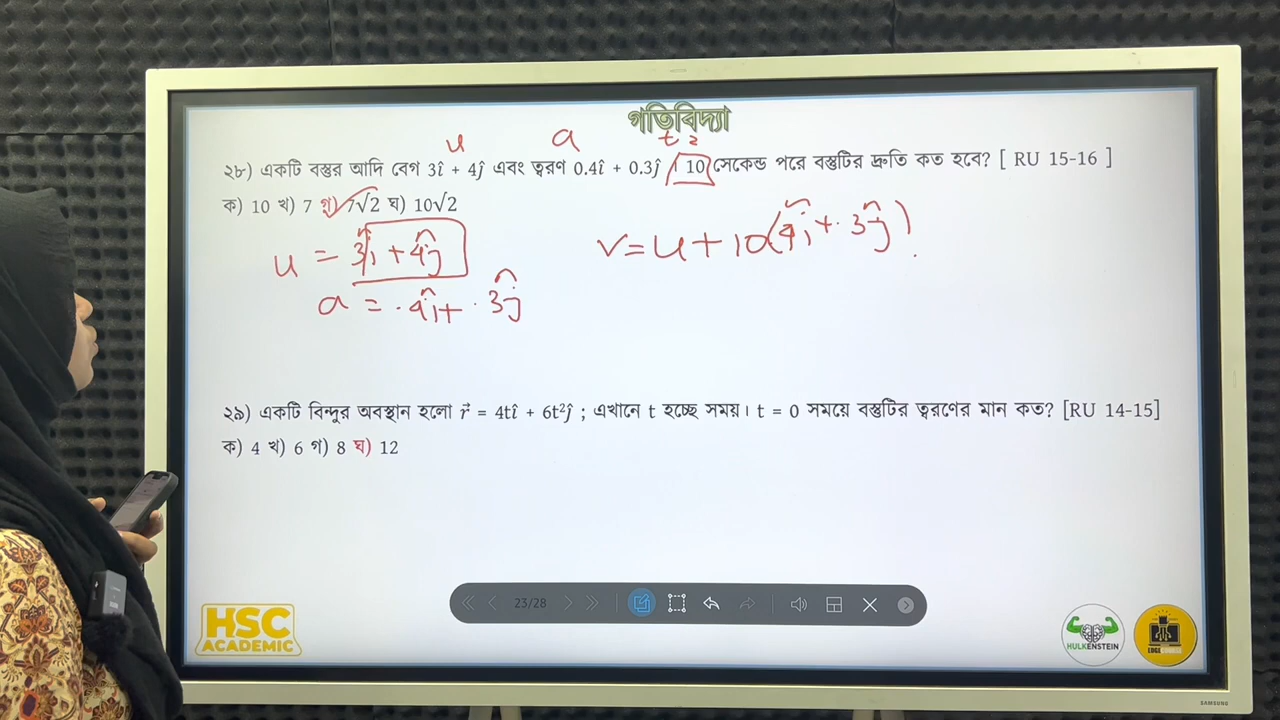 গতিবিদ্যা
u a t =
২৮) একটি বস্তুর আদি বেগ 3î + 4ĵ এবং ত্বরণ 0.4î + 0.3ĵ । 10 সেকেন্ড পরে বস্তুটির দ্রুতি কত হবে? [ RU 15-16 ]
ক) 10 খ) 7 গ) 7√2 ঘ) 10√2
u = 3î + 4ĵ
v = u + 10(.4î + .3ĵ)
a = .4î + .3ĵ
২৯) একটি বিন্দুর অবস্থান হলো r⃗ = 4tî + 6t²ĵ ; এখানে t হচ্ছে সময়। t = 0 সময়ে বস্তুটির ত্বরণের মান কত? [RU 14-15]
ক) 4 খ) 6 গ) 8 ঘ) 12
23/28
HSC
ACADEMIC
HULKENSTEIN
SAMSUNG